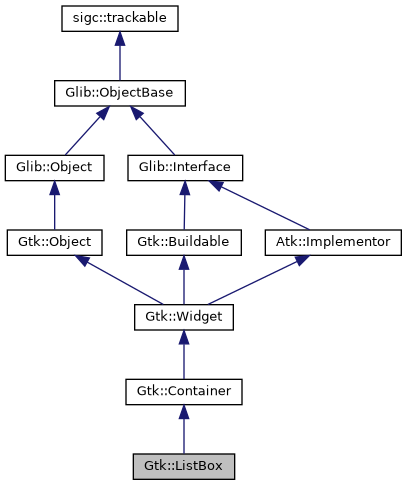 sigc::trackable
Glib::ObjectBase
Glib::Object
Glib::Interface
Gtk::Object
Gtk::Buildable
Atk::Implementor
Gtk::Widget
Gtk::Container
Gtk::ListBox